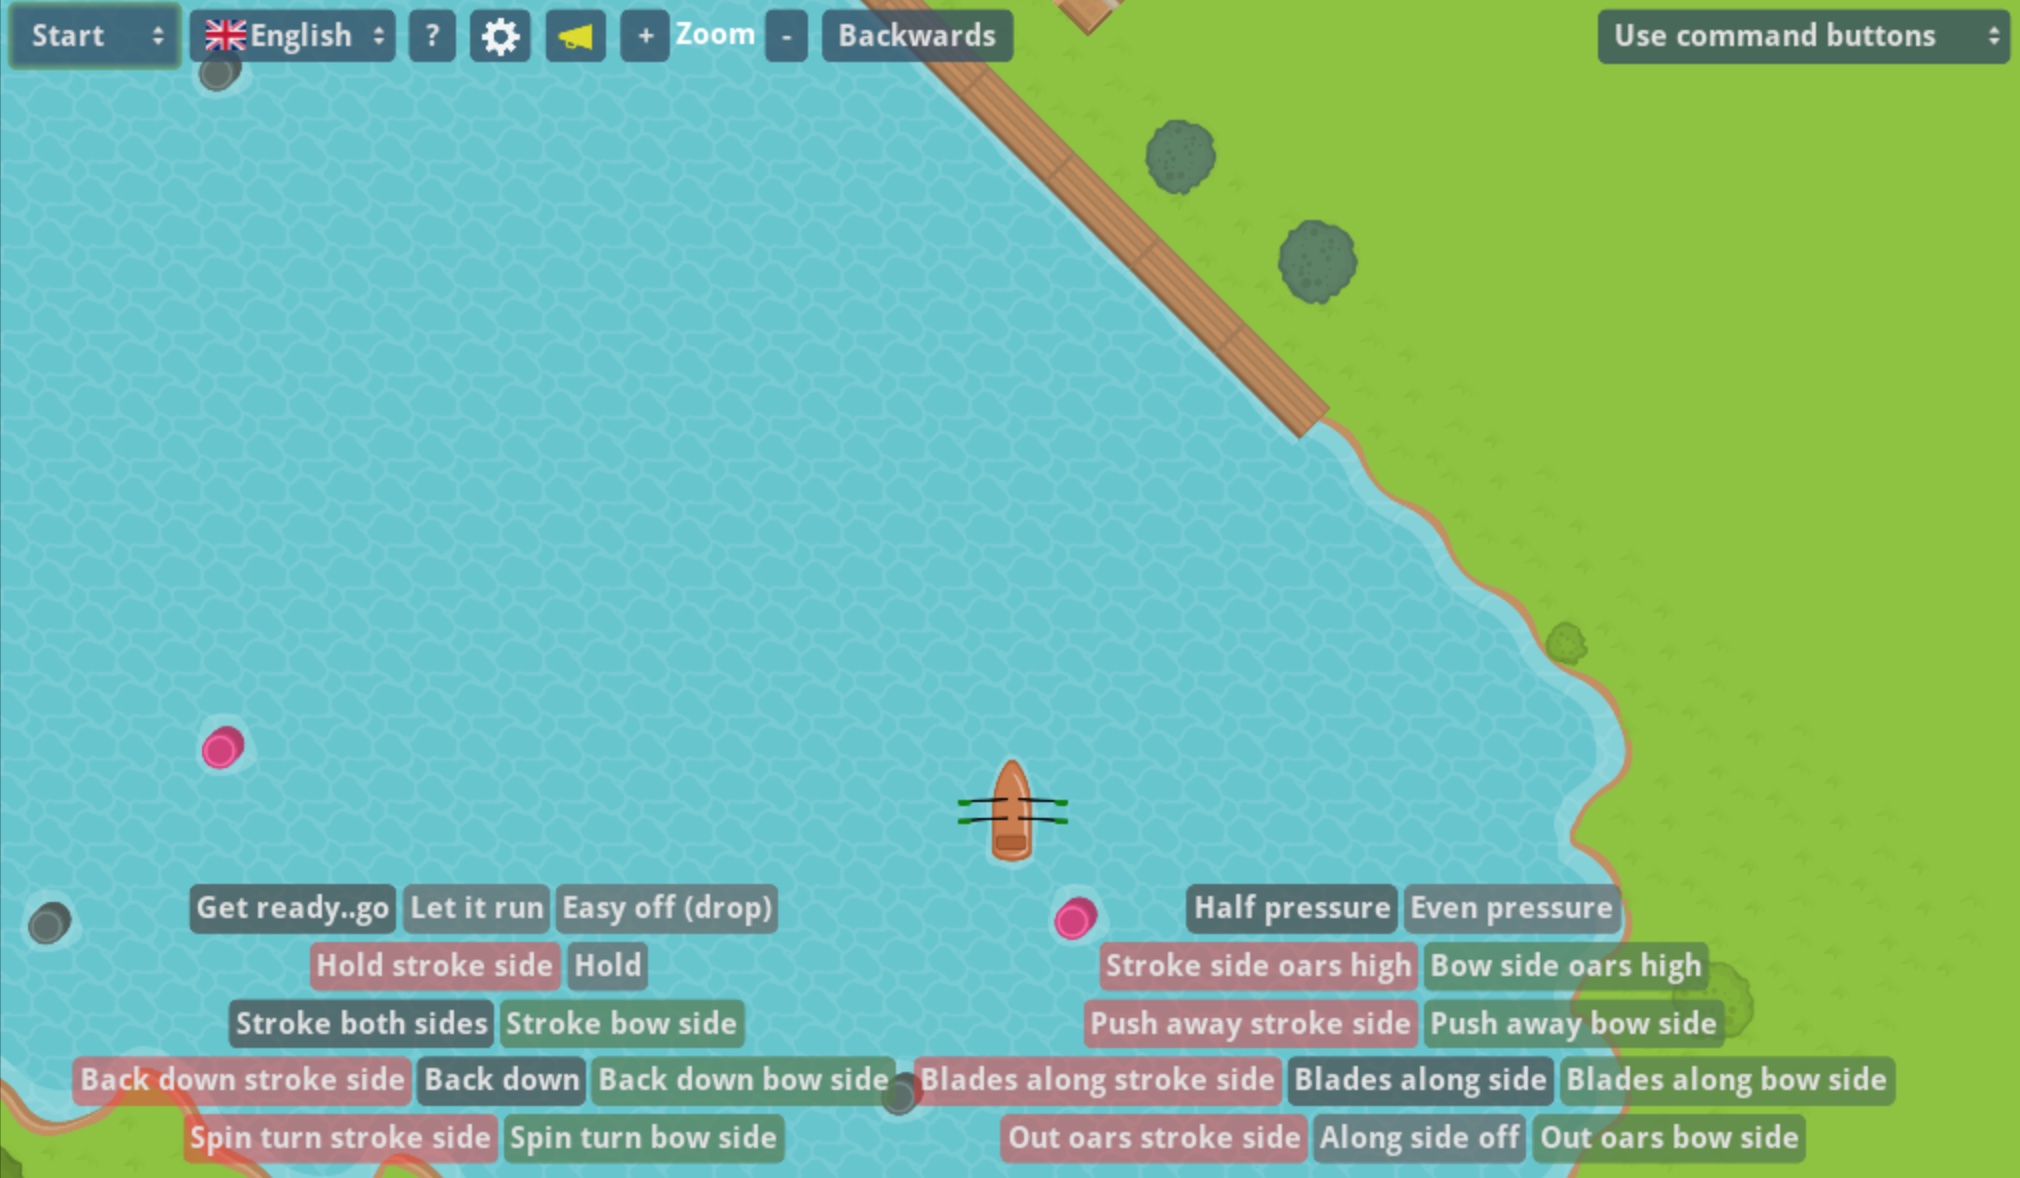 Start English ? + Zoom - Backwards Use command buttons
Get ready..go Let it run Easy off (drop) Half pressure Even pressure
Hold stroke side Hold Stroke side oars high Bow side oars high
Stroke both sides Stroke bow side Push away stroke side Push away bow side
Back down stroke side Back down Back down bow side Blades along stroke side Blades along side Blades along bow side
Spin turn stroke side Spin turn bow side Out oars stroke side Along side off Out oars bow side